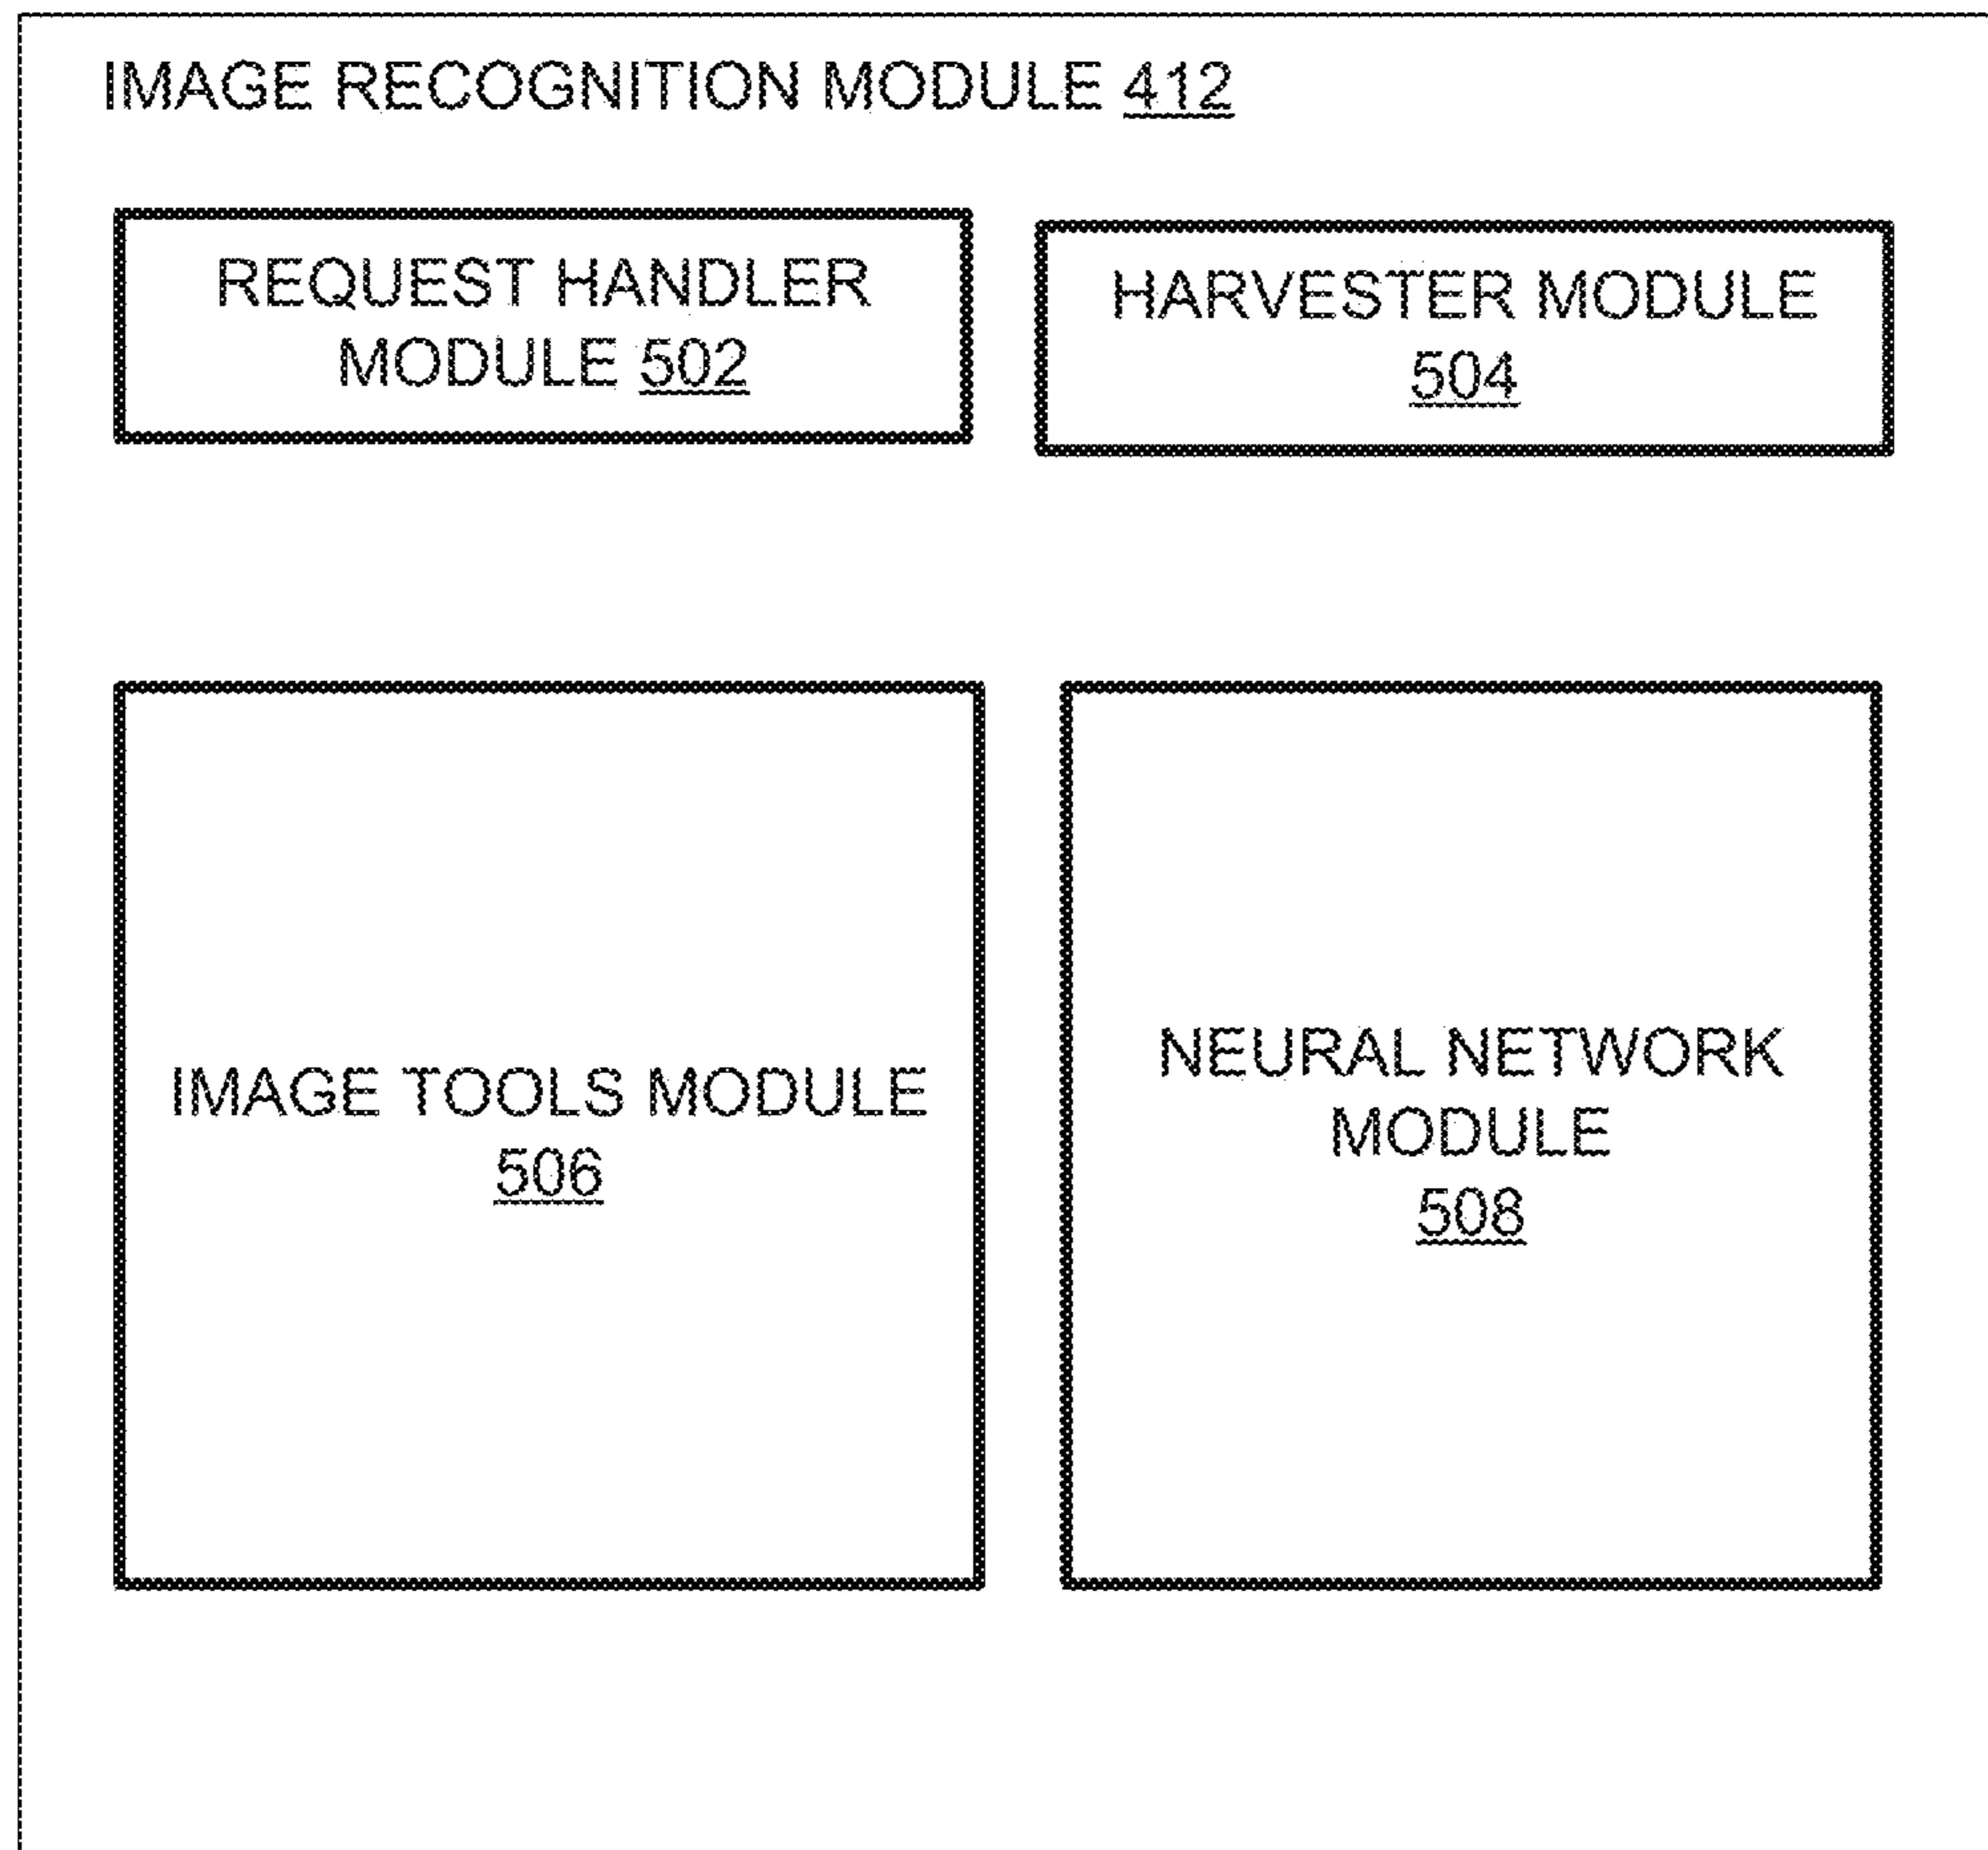 IMAGE RECOGNITION MODULE 412
REQUEST HANDLER
MODULE 502
HARVESTER MODULE
504
IMAGE TOOLS MODULE
506
NEURAL NETWORK
MODULE
508